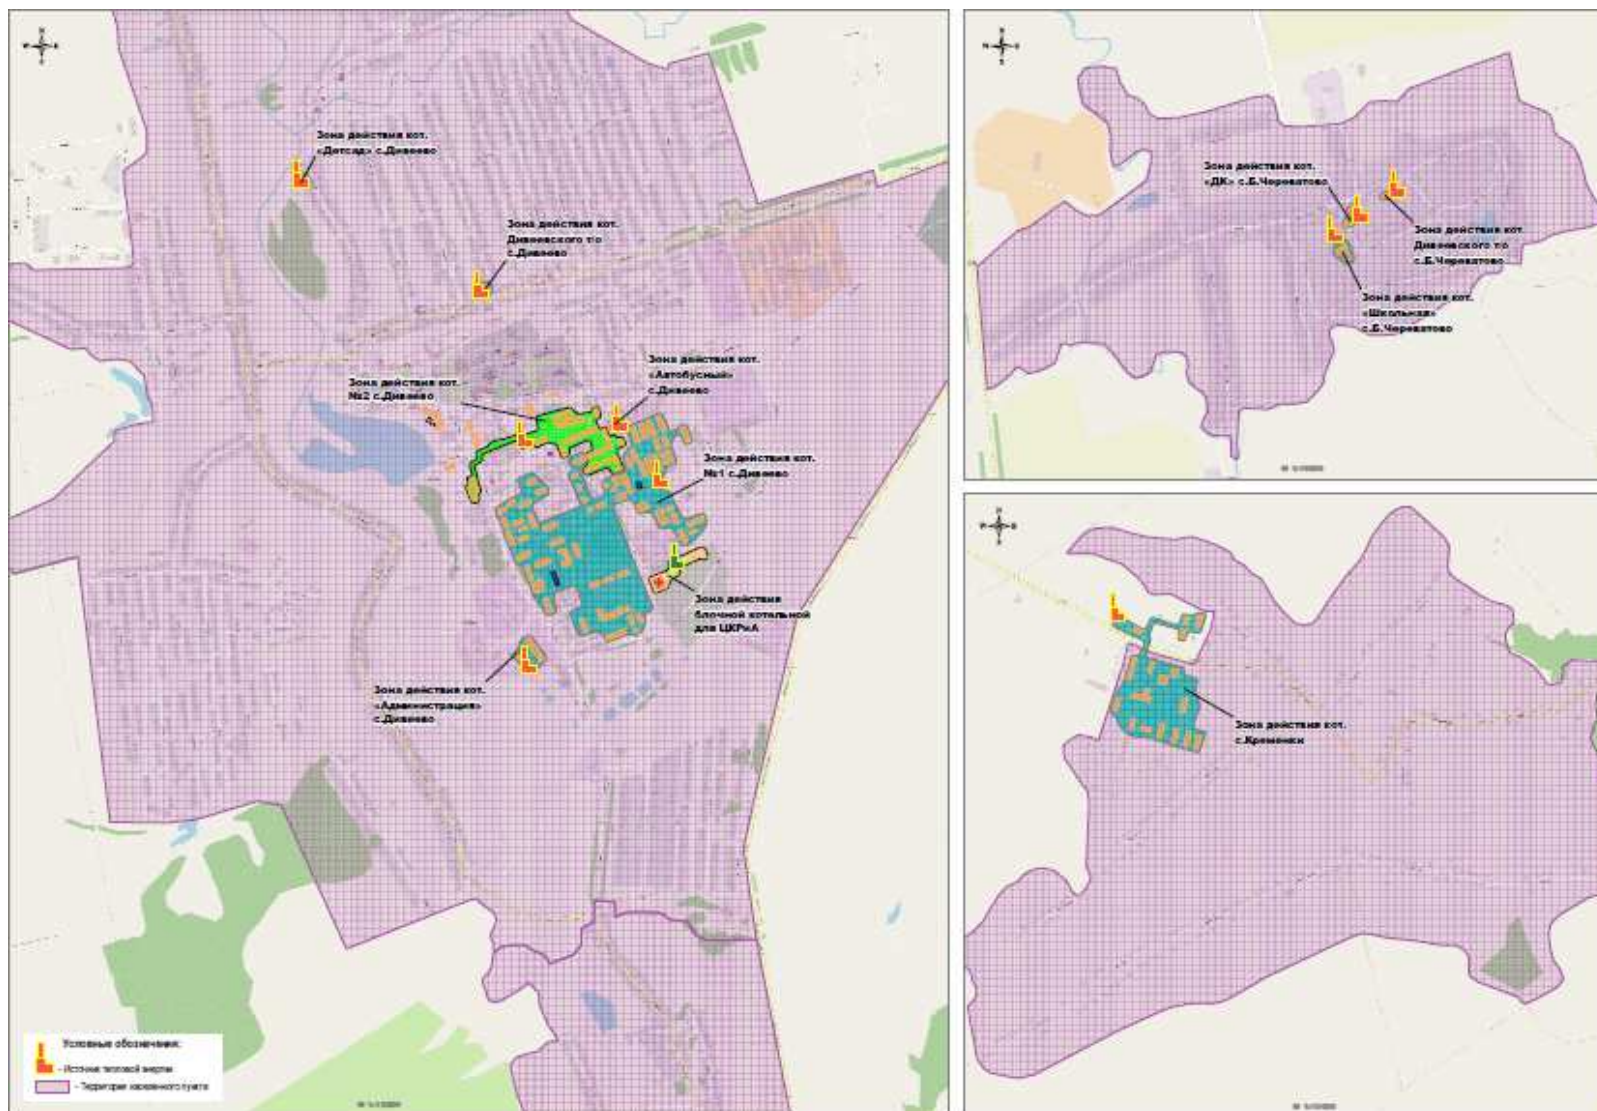 Зона действия кот.
«Детсад» с.Дивеево
Зона действия кот.
Дивеевского т/о
с.Дивеево
Зона действия кот.
«Автобусный»
с.Дивеево
Зона действия кот.
№2 с.Дивеево
Зона действия кот.
№1 с.Дивеево
Зона действия
блочной котельной
для ЦКРиА
Зона действия кот.
«Администрация»
с.Дивеево
Условные обозначения:
- Источник тепловой энергии
- Территория населенного пункта
Зона действия кот.
«ДК» с.Б.Череватово
Зона действия кот.
Дивеевского т/о
с.Б.Череватово
Зона действия кот.
«Школьная»
с.Б.Череватово
Зона действия кот.
с.Кременки